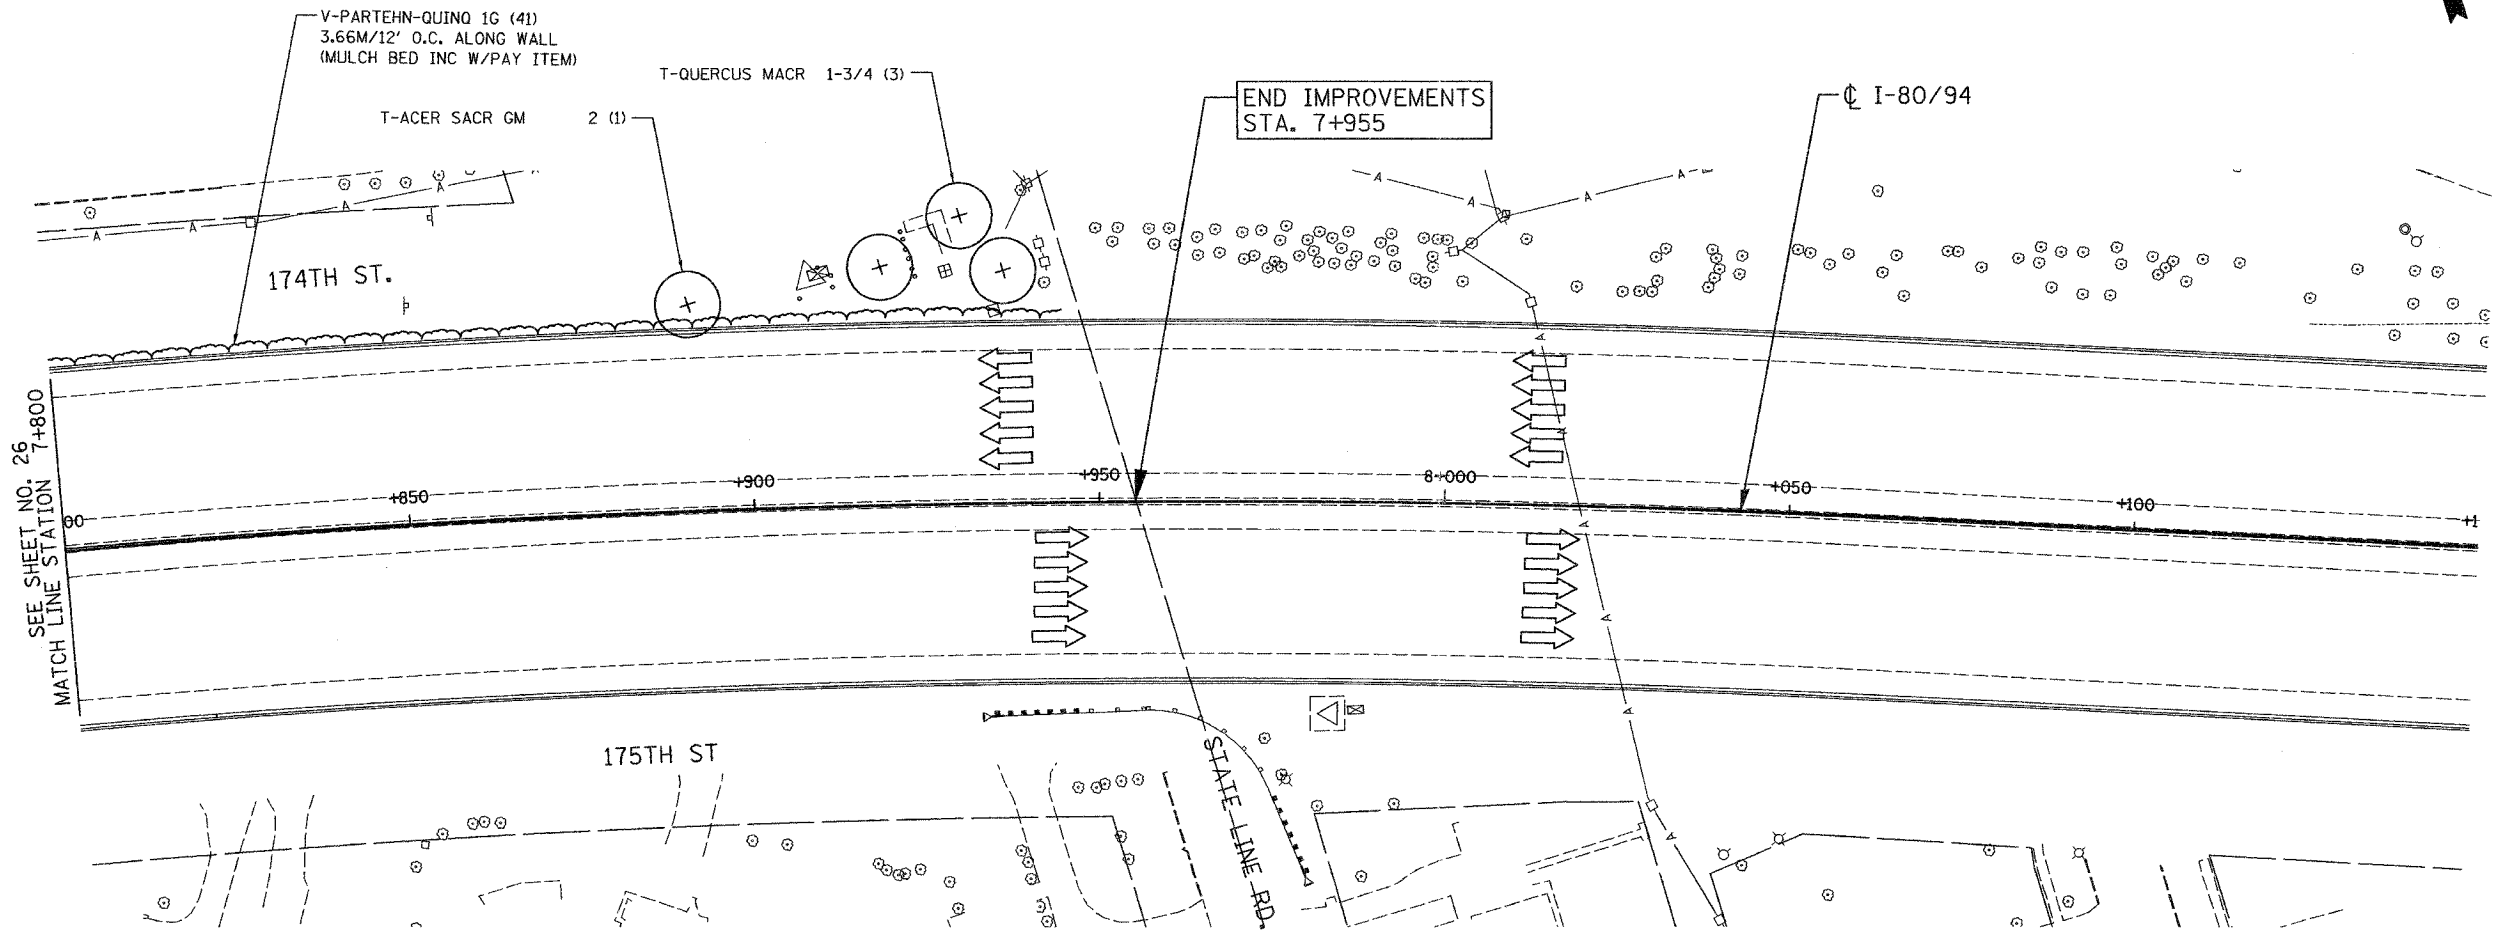 V-PARTEHN-QUINQ 1G (41)
3.66M/12' O.C. ALONG WALL
(MULCH BED INC W/PAY ITEM)
T-QUERCUS MACR 1-3/4 (3)
T-ACER SACR GM 2 (1)
END IMPROVEMENTS
STA. 7+955
℄ I-80/94
A A A A A
A A A A
174TH ST.
SEE SHEET NO. 26
MATCH LINE STATION 7+800
00
+850
+900
+950
8+000
+050
+100
+1
A
A
A
A
A
A
175TH ST
STATE LINE RD.